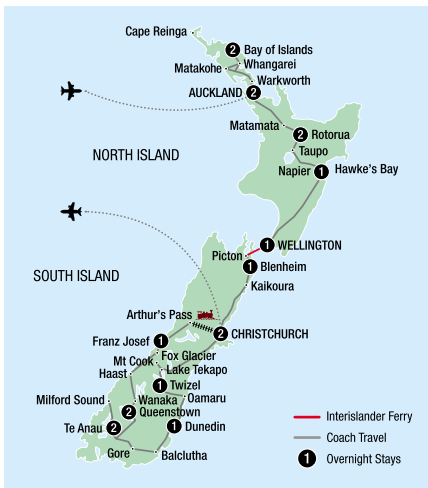 Cape Reinga
2 Bay of Islands
Whangarei
Matakohe
Warkworth
AUCKLAND 2
Matamata
2 Rotorua
Taupo
NORTH ISLAND
Napier 1 Hawke's Bay
1 WELLINGTON
Picton
1 Blenheim
SOUTH ISLAND
Kaikoura
Arthur's Pass
2 CHRISTCHURCH
Franz Josef 1
Fox Glacier
Mt Cook
Lake Tekapo
Haast
1 Twizel
Milford Sound
Wanaka
Oamaru
2 Queenstown
Te Anau 2
1 Dunedin
Gore
Balclutha
Interislander Ferry
Coach Travel
1 Overnight Stays